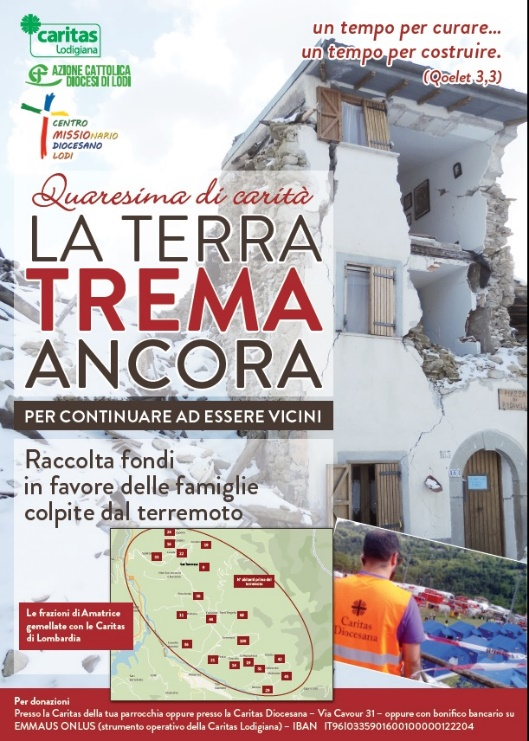 caritas
Lodigiana
AZIONE CATTOLICA
DIOCESI DI LODI
CENTRO
MISSIONARIO
DIOCESANO
LODI
un tempo per curare...
un tempo per costruire.
(Qoelet 3,3)
Quaresima di carità
LA TERRA
TREMA
ANCORA
PER CONTINUARE AD ESSERE VICINI
Raccolta fondi
in favore delle famiglie
colpite dal terremoto
N° abitanti prima del
terremoto
Le frazioni di Amatrice
gemellate con le Caritas
di Lombardia
Caritas
Diocesana
Per donazioni
Presso la Caritas della tua parrocchia oppure presso la Caritas Diocesana – Via Cavour 31 – oppure con bonifico bancario su
EMMAUS ONLUS (strumento operativo della Caritas Lodigiana) – IBAN IT96I0335901600100000122204